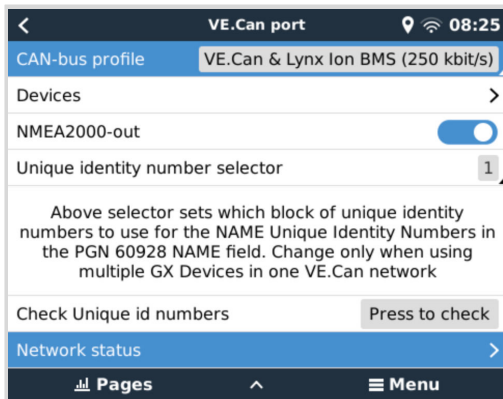 VE.Can port 08:25
CAN-bus profile VE.Can & Lynx Ion BMS (250 kbit/s)
Devices
NMEA2000-out
Unique identity number selector 1
Above selector sets which block of unique identity
numbers to use for the NAME Unique Identity Numbers in
the PGN 60928 NAME field. Change only when using
multiple GX Devices in one VE.Can network
Check Unique id numbers Press to check
Network status
Pages Menu